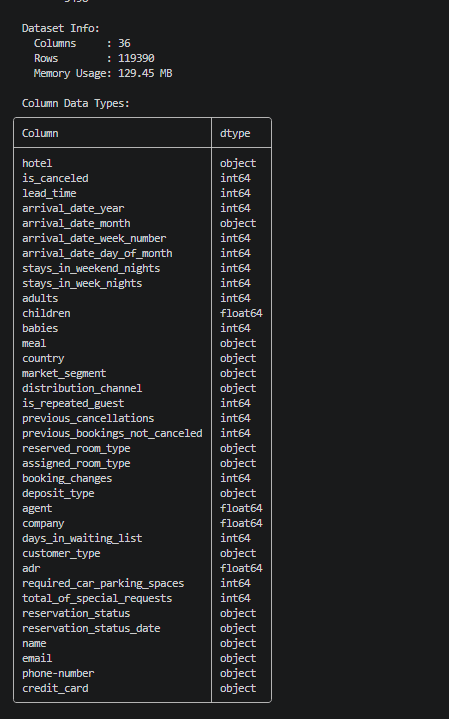 Dataset Info:
Columns : 36
Rows : 119390
Memory Usage: 129.45 MB
Column Data Types:
Column dtype
hotel object
is_canceled int64
lead_time int64
arrival_date_year int64
arrival_date_month object
arrival_date_week_number int64
arrival_date_day_of_month int64
stays_in_weekend_nights int64
stays_in_week_nights int64
adults int64
children float64
babies int64
meal object
country object
market_segment object
distribution_channel object
is_repeated_guest int64
previous_cancellations int64
previous_bookings_not_canceled int64
reserved_room_type object
assigned_room_type object
booking_changes int64
deposit_type object
agent float64
company float64
days_in_waiting_list int64
customer_type object
adr float64
required_car_parking_spaces int64
total_of_special_requests int64
reservation_status object
reservation_status_date object
name object
email object
phone-number object
credit_card object